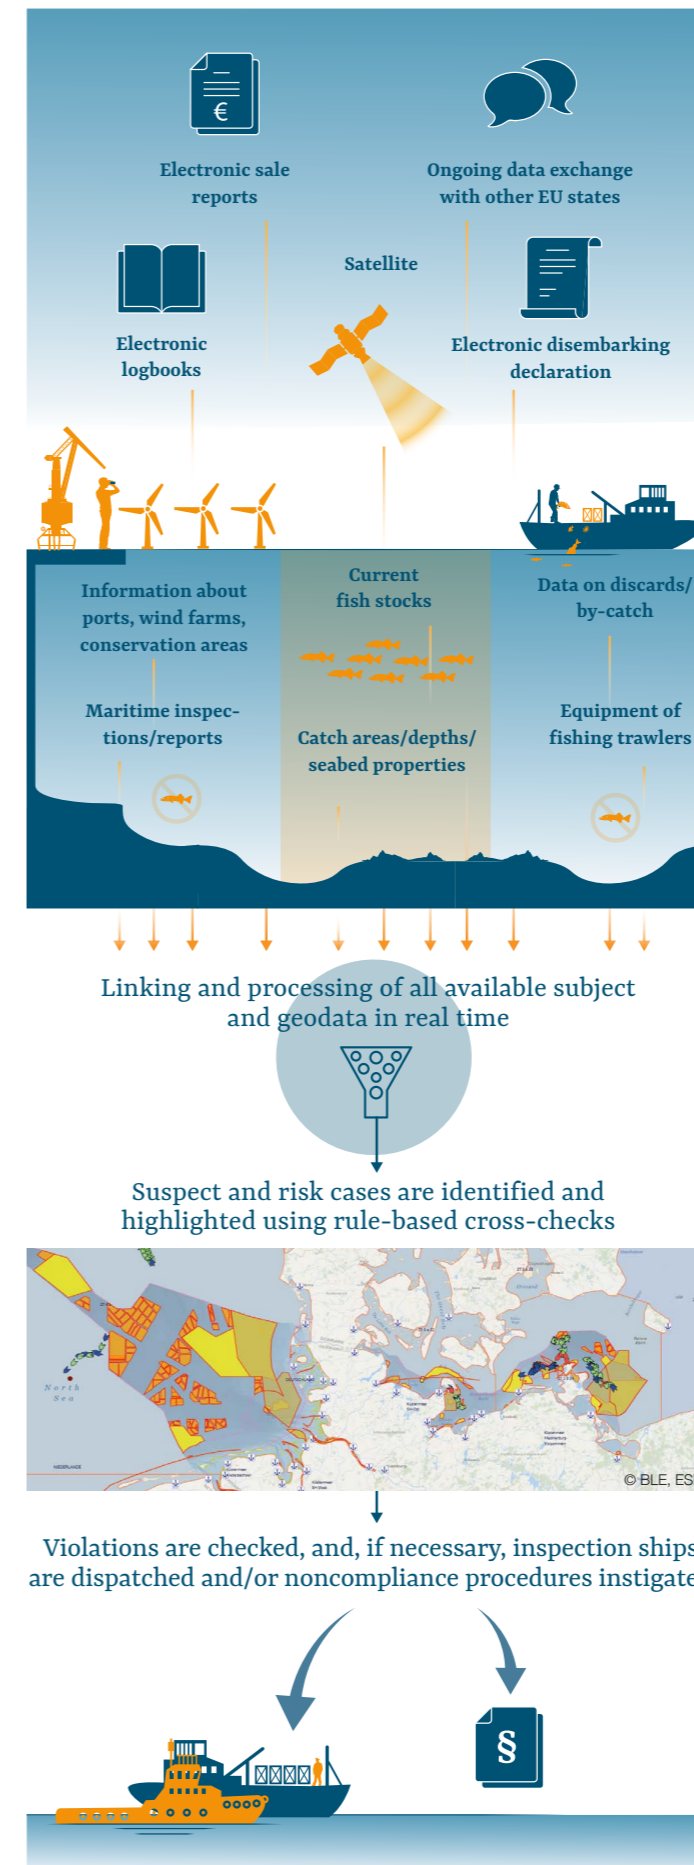 €
Electronic sale
reports
Ongoing data exchange
with other EU states
Satellite
Electronic
logbooks
Electronic disembarking
declaration
Information about
ports, wind farms,
conservation areas
Current
fish stocks
Data on discards/
by-catch
Maritime inspec-
tions/reports
Catch areas/depths/
seabed properties
Equipment of
fishing trawlers
Linking and processing of all available subject
and geodata in real time
Suspect and risk cases are identified and
highlighted using rule-based cross-checks
North
Sea
NIEDERLANDE
© BLE, ES
Violations are checked, and, if necessary, inspection ships
are dispatched and/or noncompliance procedures instigate
§